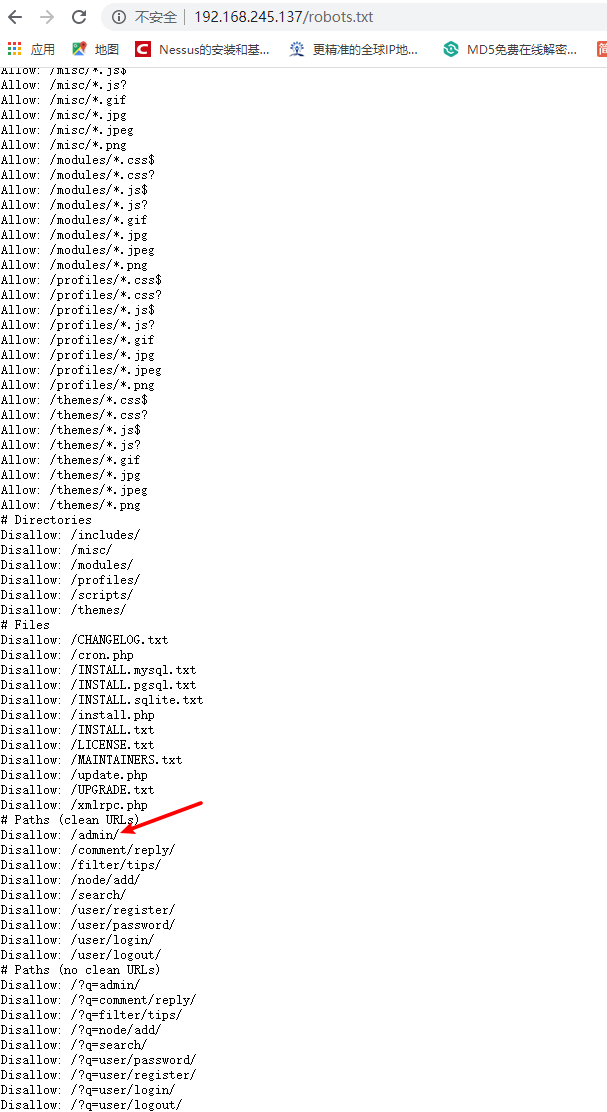 不安全 192.168.245.137/robots.txt
应用 地图 Nessus的安装和基... 更精准的全球IP地... MD5免费在线解密...
Allow: /misc/*.js$
Allow: /misc/*.js?
Allow: /misc/*.gif
Allow: /misc/*.jpg
Allow: /misc/*.jpeg
Allow: /misc/*.png
Allow: /modules/*.css$
Allow: /modules/*.css?
Allow: /modules/*.js$
Allow: /modules/*.js?
Allow: /modules/*.gif
Allow: /modules/*.jpg
Allow: /modules/*.jpeg
Allow: /modules/*.png
Allow: /profiles/*.css$
Allow: /profiles/*.css?
Allow: /profiles/*.js$
Allow: /profiles/*.js?
Allow: /profiles/*.gif
Allow: /profiles/*.jpg
Allow: /profiles/*.jpeg
Allow: /profiles/*.png
Allow: /themes/*.css$
Allow: /themes/*.css?
Allow: /themes/*.js$
Allow: /themes/*.js?
Allow: /themes/*.gif
Allow: /themes/*.jpg
Allow: /themes/*.jpeg
Allow: /themes/*.png
# Directories
Disallow: /includes/
Disallow: /misc/
Disallow: /modules/
Disallow: /profiles/
Disallow: /scripts/
Disallow: /themes/
# Files
Disallow: /CHANGELOG.txt
Disallow: /cron.php
Disallow: /INSTALL.mysql.txt
Disallow: /INSTALL.pgsql.txt
Disallow: /INSTALL.sqlite.txt
Disallow: /install.php
Disallow: /INSTALL.txt
Disallow: /LICENSE.txt
Disallow: /MAINTAINERS.txt
Disallow: /update.php
Disallow: /UPGRADE.txt
Disallow: /xmlrpc.php
# Paths (clean URLs)
Disallow: /admin/
Disallow: /comment/reply/
Disallow: /filter/tips/
Disallow: /node/add/
Disallow: /search/
Disallow: /user/register/
Disallow: /user/password/
Disallow: /user/login/
Disallow: /user/logout/
# Paths (no clean URLs)
Disallow: /?q=admin/
Disallow: /?q=comment/reply/
Disallow: /?q=filter/tips/
Disallow: /?q=node/add/
Disallow: /?q=search/
Disallow: /?q=user/password/
Disallow: /?q=user/register/
Disallow: /?q=user/login/
Disallow: /?q=user/logout/